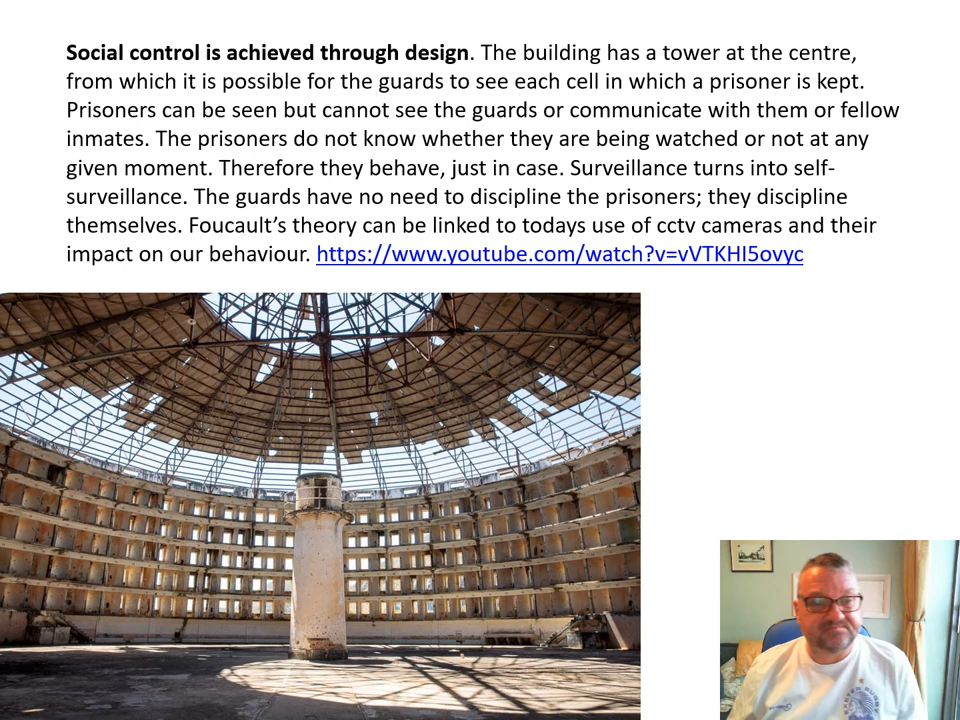 Social control is achieved through design. The building has a tower at the centre,
from which it is possible for the guards to see each cell in which a prisoner is kept.
Prisoners can be seen but cannot see the guards or communicate with them or fellow
inmates. The prisoners do not know whether they are being watched or not at any
given moment. Therefore they behave, just in case. Surveillance turns into self-
surveillance. The guards have no need to discipline the prisoners; they discipline
themselves. Foucault’s theory can be linked to todays use of cctv cameras and their
impact on our behaviour. https://www.youtube.com/watch?v=vVTKHI5ovyc